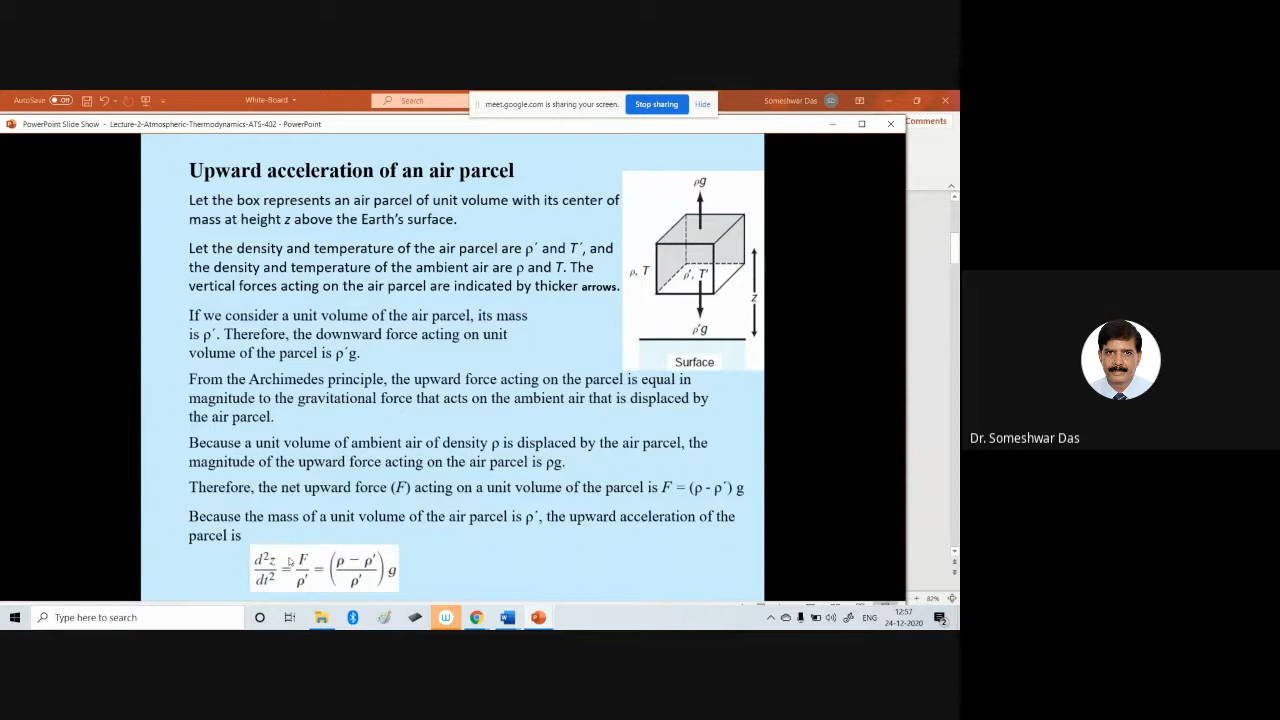 AutoSave Off
White-Board
Search
meet.google.com is sharing your screen.
Stop sharing
Hide
Someshwar Das
SD
PowerPoint Slide Show - Lecture-2-Atmospheric-Thermodynamics-ATS-402 - PowerPoint
Comments
Upward acceleration of an air parcel
Let the box represents an air parcel of unit volume with its center of
mass at height z above the Earth's surface.
Let the density and temperature of the air parcel are ρ´ and T´, and
the density and temperature of the ambient air are ρ and T. The
vertical forces acting on the air parcel are indicated by thicker arrows.
If we consider a unit volume of the air parcel, its mass
is ρ´. Therefore, the downward force acting on unit
volume of the parcel is ρ´g.
ρg
ρ, T
ρ', T'
z
ρ'g
Surface
From the Archimedes principle, the upward force acting on the parcel is equal in
magnitude to the gravitational force that acts on the ambient air that is displaced by
the air parcel.
Because a unit volume of ambient air of density ρ is displaced by the air parcel, the
magnitude of the upward force acting on the air parcel is ρg.
Therefore, the net upward force (F) acting on a unit volume of the parcel is F = (ρ - ρ´) g
Because the mass of a unit volume of the air parcel is ρ´, the upward acceleration of the
parcel is
d²z/dt² = F/ρ' = ((ρ − ρ')/ρ') g
Dr. Someshwar Das
82%
Type here to search
W
ENG
12:57
24-12-2020
2